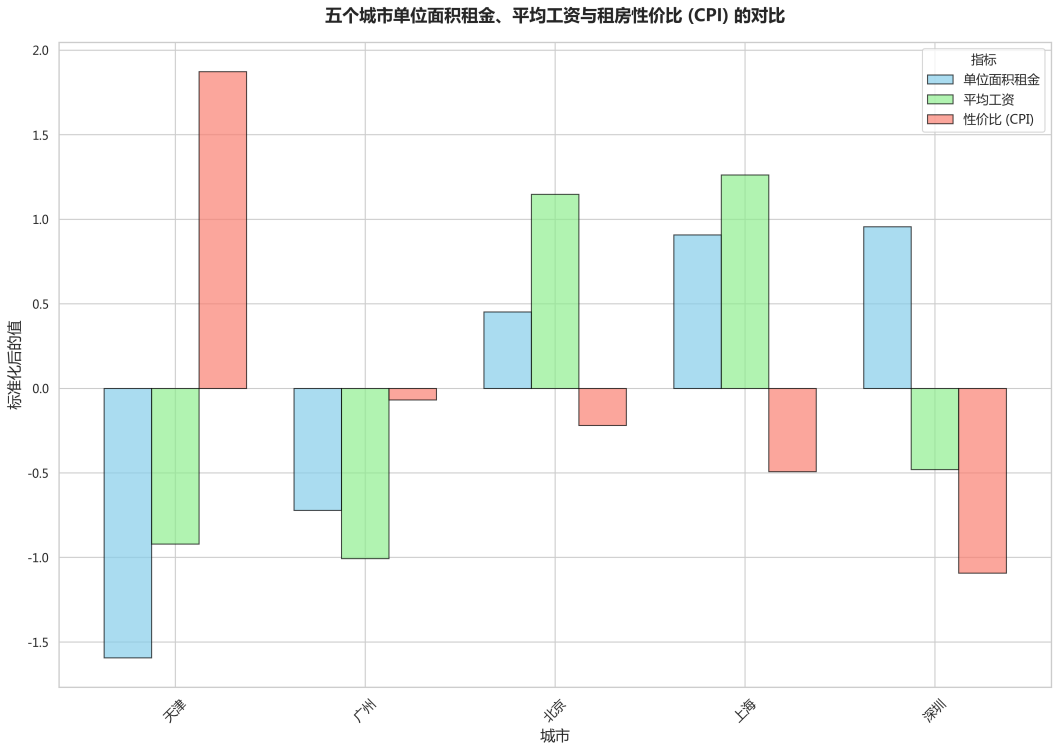 五个城市单位面积租金、平均工资与租房性价比 (CPI) 的对比
指标
单位面积租金
平均工资
性价比 (CPI)
标准化后的值
2.0
1.5
1.0
0.5
0.0
-0.5
-1.0
-1.5
天津
广州
北京
上海
深圳
城市